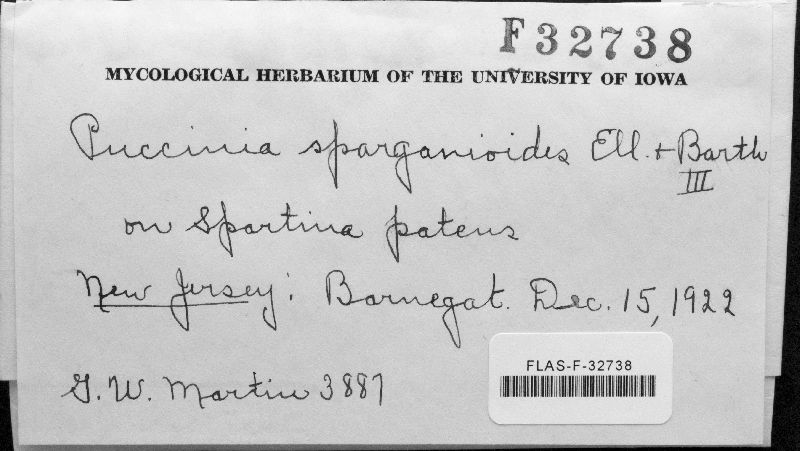 F32738
MYCOLOGICAL HERBARIUM OF THE UNIVERSITY OF IOWA
Puccinia sparganioides Ell. + Barth
III
on Spartina patens
New Jersey: Barnegat. Dec. 15, 1922
FLAS-F-32738
G. W. Martin 3887